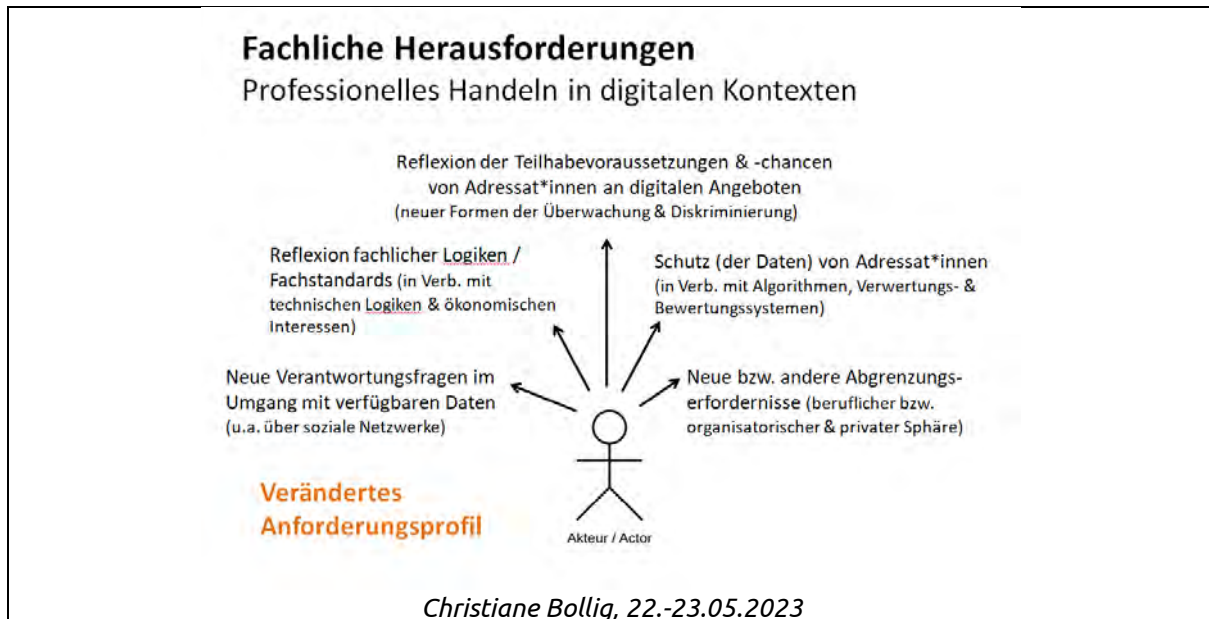 Fachliche Herausforderungen
Professionelles Handeln in digitalen Kontexten
Reflexion der Teilhabevoraussetzungen & -chancen
von Adressat*innen an digitalen Angeboten
(neuer Formen der Überwachung & Diskriminierung)
Reflexion fachlicher Logiken /
Fachstandards (in Verb. mit
technischen Logiken & ökonomischen
Interessen)
Schutz (der Daten) von Adressat*innen
(in Verb. mit Algorithmen, Verwertungs- &
Bewertungssystemen)
Neue Verantwortungsfragen im
Umgang mit verfügbaren Daten
(u.a. über soziale Netzwerke)
Neue bzw. andere Abgrenzungs-
erfordernisse (beruflicher bzw.
organisatorischer & privater Sphäre)
Verändertes
Anforderungsprofil
Akteur / Actor
Christiane Bollig, 22.-23.05.2023